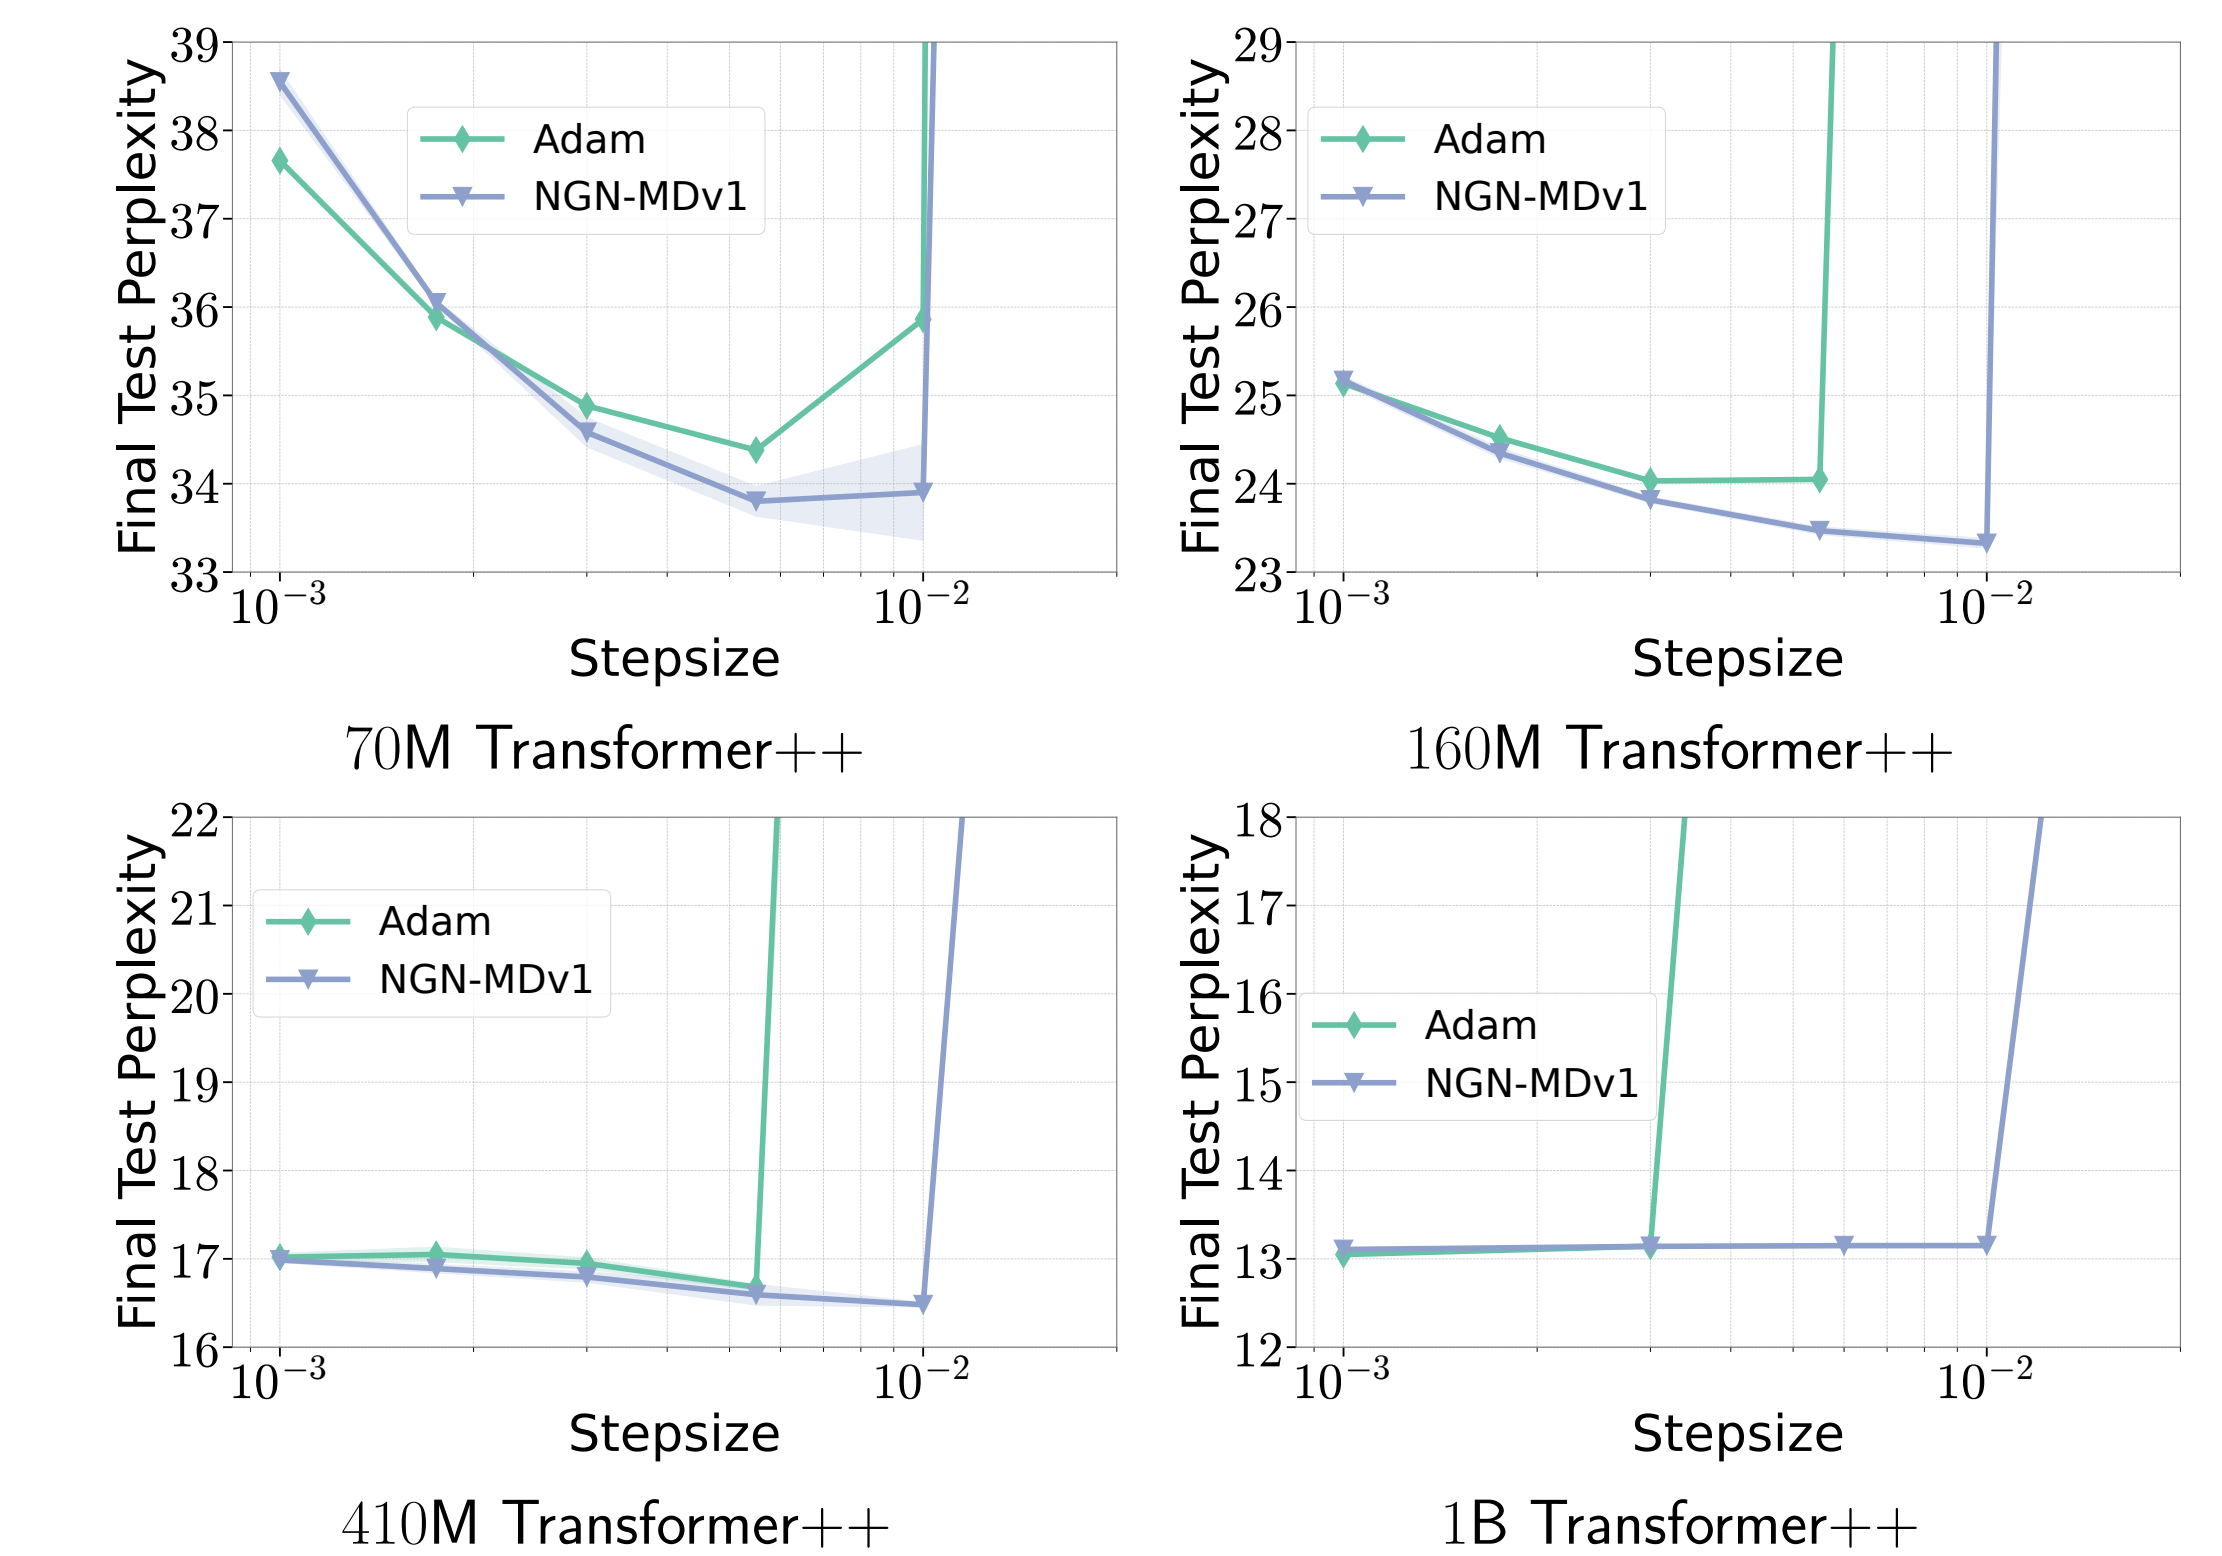 39
38
37
36
35
34
33
Final Test Perplexity
Adam
NGN-MDv1
10⁻³ 10⁻²
Stepsize
70M Transformer++
29
28
27
26
25
24
23
Final Test Perplexity
Adam
NGN-MDv1
10⁻³ 10⁻²
Stepsize
160M Transformer++
22
21
20
19
18
17
16
Final Test Perplexity
Adam
NGN-MDv1
10⁻³ 10⁻²
Stepsize
410M Transformer++
18
17
16
15
14
13
12
Final Test Perplexity
Adam
NGN-MDv1
10⁻³ 10⁻²
Stepsize
1B Transformer++